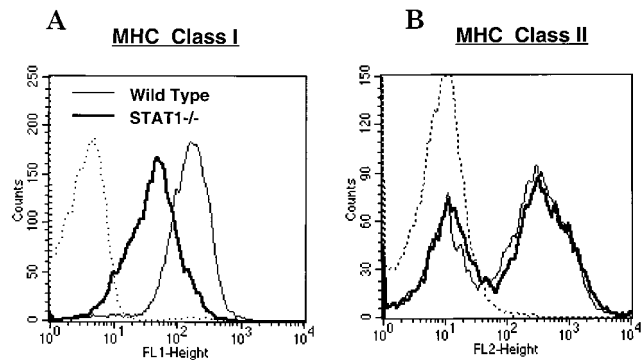 A
MHC Class I
250
200
150
100
50
0
Counts
Wild Type
STAT1-/-
10^0 10^1 10^2 10^3 10^4
FL1-Height
B
MHC Class II
150
120
90
60
30
0
Counts
10^0 10^1 10^2 10^3 10^4
FL2-Height